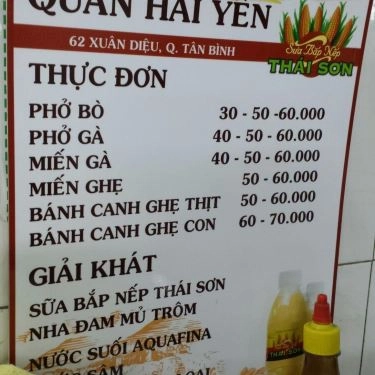 QUÁN HẢI YẾN
62 XUÂN DIỆU, Q. TÂN BÌNH
Sữa Bắp Nếp
THÁI SƠN
THỰC ĐƠN
PHỞ BÒ 30 - 50 -60.000
PHỞ GÀ 40 - 50 -60.000
MIẾN GÀ 40 - 50 -60.000
MIẾN GHẸ 50 - 60.000
BÁNH CANH GHẸ THỊT 50 - 60.000
BÁNH CANH GHẸ CON 60 - 70.000
GIẢI KHÁT
SỮA BẮP NẾP THÁI SƠN
NHA ĐAM MỦ TRÔM
NƯỚC SUỐI AQUAFINA
SÂM
THÁI SƠN